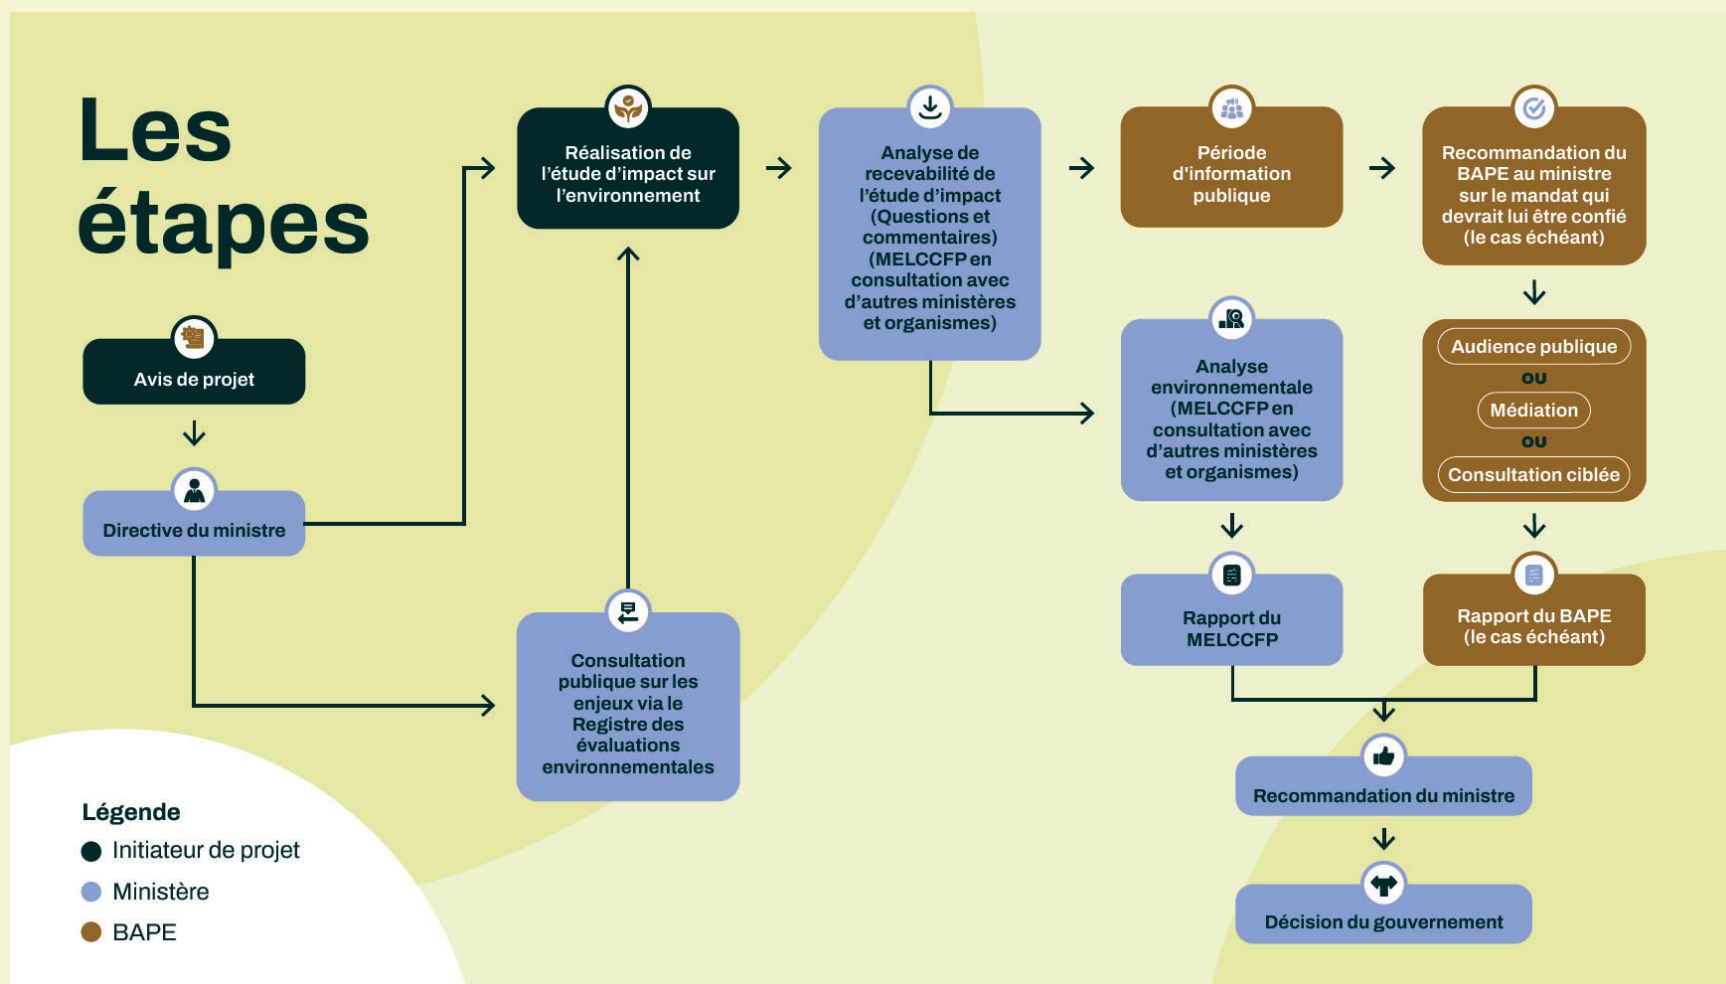 Les
étapes
Avis de projet
Directive du ministre
Réalisation de
l'étude d'impact sur
l'environnement
Consultation
publique sur les
enjeux via le
Registre des
évaluations
environnementales
Analyse de
recevabilité de
l'étude d'impact
(Questions et
commentaires)
(MELCCFP en
consultation avec
d'autres ministères
et organismes)
Période
d'information
publique
Recommandation du
BAPE au ministre
sur le mandat qui
devrait lui être confié
(le cas échéant)
Analyse
environnementale
(MELCCFP en
consultation avec
d'autres ministères
et organismes)
Audience publique
ou
Médiation
ou
Consultation ciblée
Rapport du
MELCCFP
Rapport du BAPE
(le cas échéant)
Recommandation du ministre
Décision du gouvernement
Légende
Initiateur de projet
Ministère
BAPE